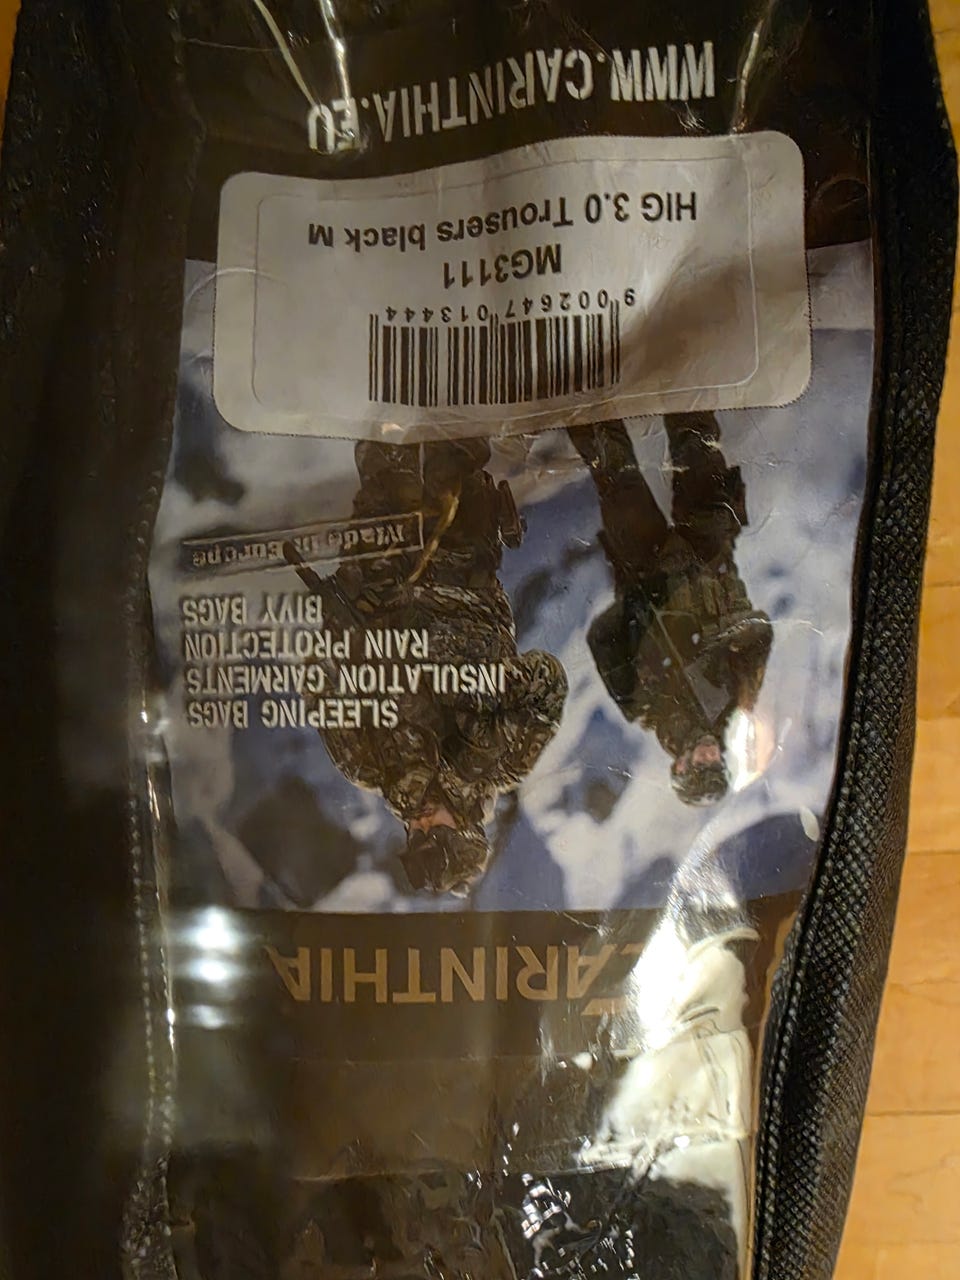 CARINTHIA
SLEEPING BAGS
INSULATION GARMENTS
RAIN PROTECTION
BIVY BAGS
Made in Europe
9 002647 013444
MG3111
HIG 3.0 Trousers black M
WWW.CARINTHIA.EU